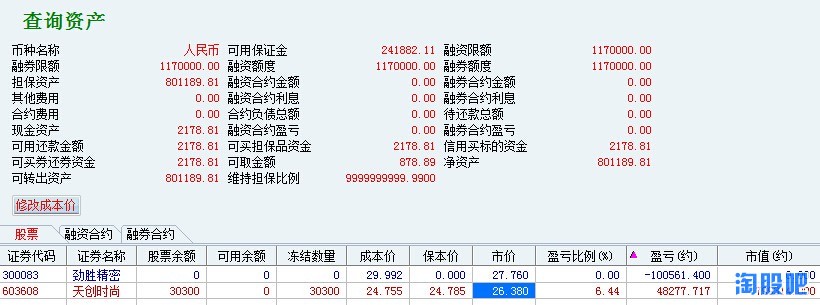 查询资产
币种名称 人民币 可用保证金 241882.11 融资限额 1170000.00
融券限额 1170000.00 融资额度 1170000.00 融券额度 1170000.00
担保资产 801189.81 融资合约金额 0.00 融券合约金额 0.00
其他费用 0.00 融资合约利息 0.00 融券合约利息 0.00
合约费用 0.00 合约负债总额 0.00 待还款总额 0.00
现金资产 2178.81 融资合约盈亏 0.00 融券合约盈亏 0.00
可用还款金额 2178.81 可买担保品资金 2178.81 信用买标的资金 2178.81
可买券还券资金 2178.81 可取金额 878.89 净资产 801189.81
可转出资产 801189.81 维持担保比例 9999999999.9900
修改成本价
股票 融资合约 融券合约
证券代码 证券名称 股票余额 可用余额 冻结数量 成本价 保本价 市价 盈亏比例(%) 盈亏(约) 市值(约)
300083 劲胜精密 0 0 0 29.992 0.000 27.760 0.00 -100561.400
603608 天创时尚 30300 0 30300 24.755 24.785 26.380 6.44 48277.717
淘股吧